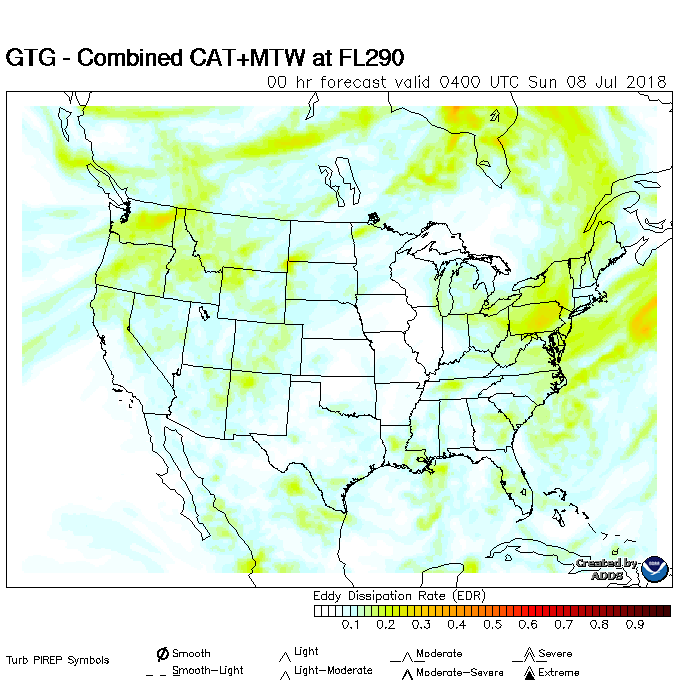 GTG - Combined CAT+MTW at FL290
00 hr forecast valid 0400 UTC Sun 08 Jul 2018
Created by
ADDS
Eddy Dissipation Rate (EDR)
0.1 0.2 0.3 0.4 0.5 0.6 0.7 0.8 0.9
Turb PIREP Symbols
Smooth Light Moderate Severe
Smooth-Light Light-Moderate Moderate-Severe Extreme